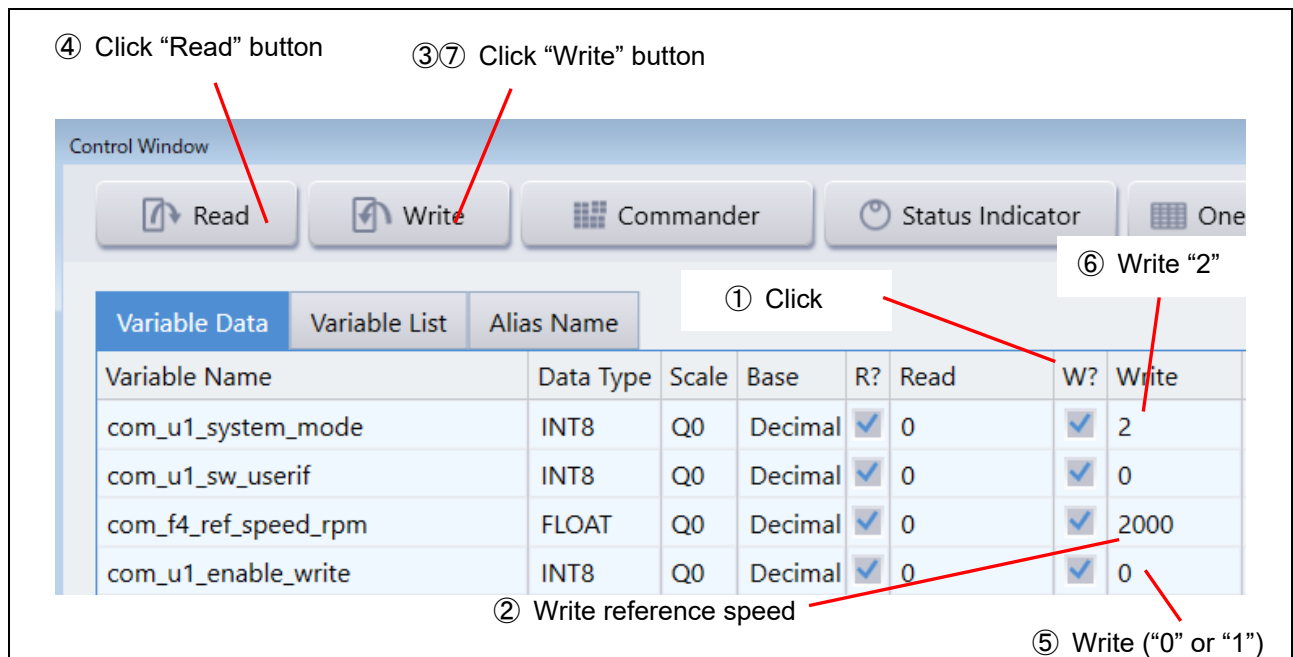 ④ Click “Read” button
③⑦ Click “Write” button
Control Window
Read Write Commander Status Indicator One
⑥ Write “2”
① Click
Variable Data Variable List Alias Name
Variable Name Data Type Scale Base R? Read W? Write
com_u1_system_mode INT8 Q0 Decimal 0 2
com_u1_sw_userif INT8 Q0 Decimal 0 0
com_f4_ref_speed_rpm FLOAT Q0 Decimal 0 2000
com_u1_enable_write INT8 Q0 Decimal 0 0
② Write reference speed
⑤ Write (“0” or “1”)